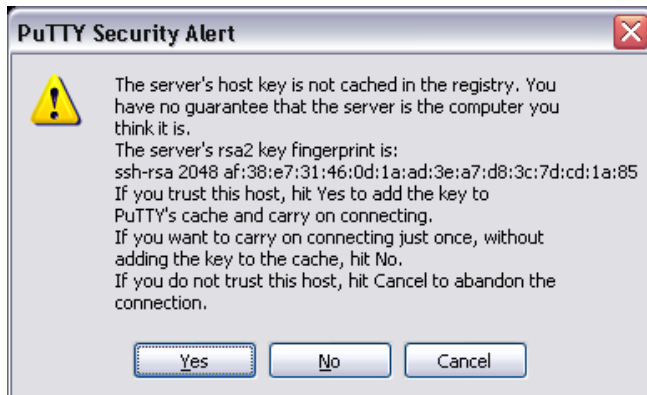 PuTTY Security Alert
The server's host key is not cached in the registry. You
have no guarantee that the server is the computer you
think it is.
The server's rsa2 key fingerprint is:
ssh-rsa 2048 af:38:e7:31:46:0d:1a:ad:3e:a7:d8:3c:7d:cd:1a:85
If you trust this host, hit Yes to add the key to
PuTTY's cache and carry on connecting.
If you want to carry on connecting just once, without
adding the key to the cache, hit No.
If you do not trust this host, hit Cancel to abandon the
connection.
Yes No Cancel